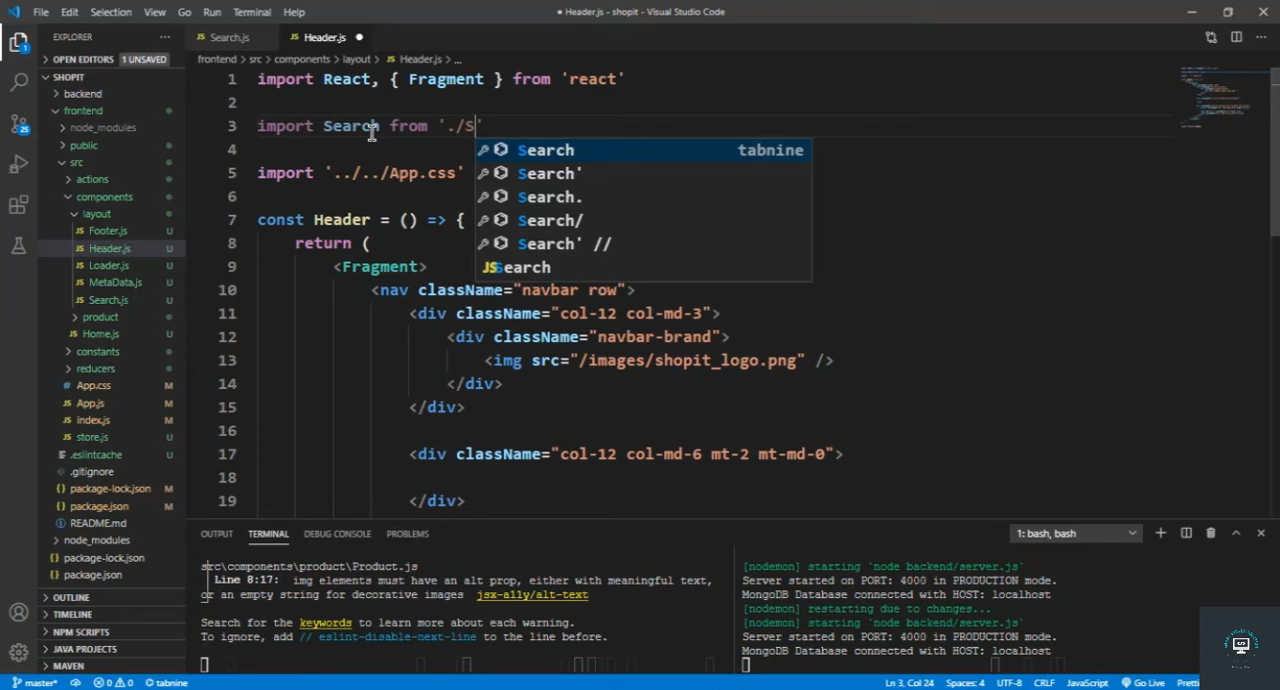 File Edit Selection View Go Run Terminal Help
● Header.js - shopit - Visual Studio Code
EXPLORER
OPEN EDITORS 1 UNSAVED
SHOPIT
backend
frontend
node_modules
public
src
actions
components
layout
JS Footer.js U
JS Header.js U
JS Loader.js U
JS MetaData.js U
JS Search.js U
product
JS Home.js U
constants
reducers
# App.css M
JS App.js M
JS index.js M
JS store.js U
.eslintcache U
.gitignore
{} package-lock.json M
{} package.json M
README.md
node_modules
{} package-lock.json
{} package.json
OUTLINE
TIMELINE
NPM SCRIPTS
JAVA PROJECTS
MAVEN
1
25
JS Search.js
JS Header.js ●
frontend > src > components > layout > JS Header.js > ...
1 import React, { Fragment } from 'react'
2
3 import Search from './S'
4
5 import '../../App.css'
6
7 const Header = () => {
8 return (
9 <Fragment>
10 <nav className="navbar row">
11 <div className="col-12 col-md-3">
12 <div className="navbar-brand">
13 <img src="/images/shopit_logo.png" />
14 </div>
15 </div>
16
17 <div className="col-12 col-md-6 mt-2 mt-md-0">
18
19 </div>
Search tabnine
Search'
Search.
Search/
Search' //
JS Search
OUTPUT TERMINAL DEBUG CONSOLE PROBLEMS
1: bash, bash
src\components\product\Product.js
Line 8:17: img elements must have an alt prop, either with meaningful text,
or an empty string for decorative images jsx-a11y/alt-text
Search for the keywords to learn more about each warning.
To ignore, add // eslint-disable-next-line to the line before.
[nodemon] starting `node backend/server.js`
Server started on PORT: 4000 in PRODUCTION mode.
MongoDB Database connected with HOST: localhost
[nodemon] restarting due to changes...
[nodemon] starting `node backend/server.js`
Server started on PORT: 4000 in PRODUCTION mode.
MongoDB Database connected with HOST: localhost
master* 0 0 tabnine
Ln 3, Col 24 Spaces: 4 UTF-8 CRLF JavaScript Go Live